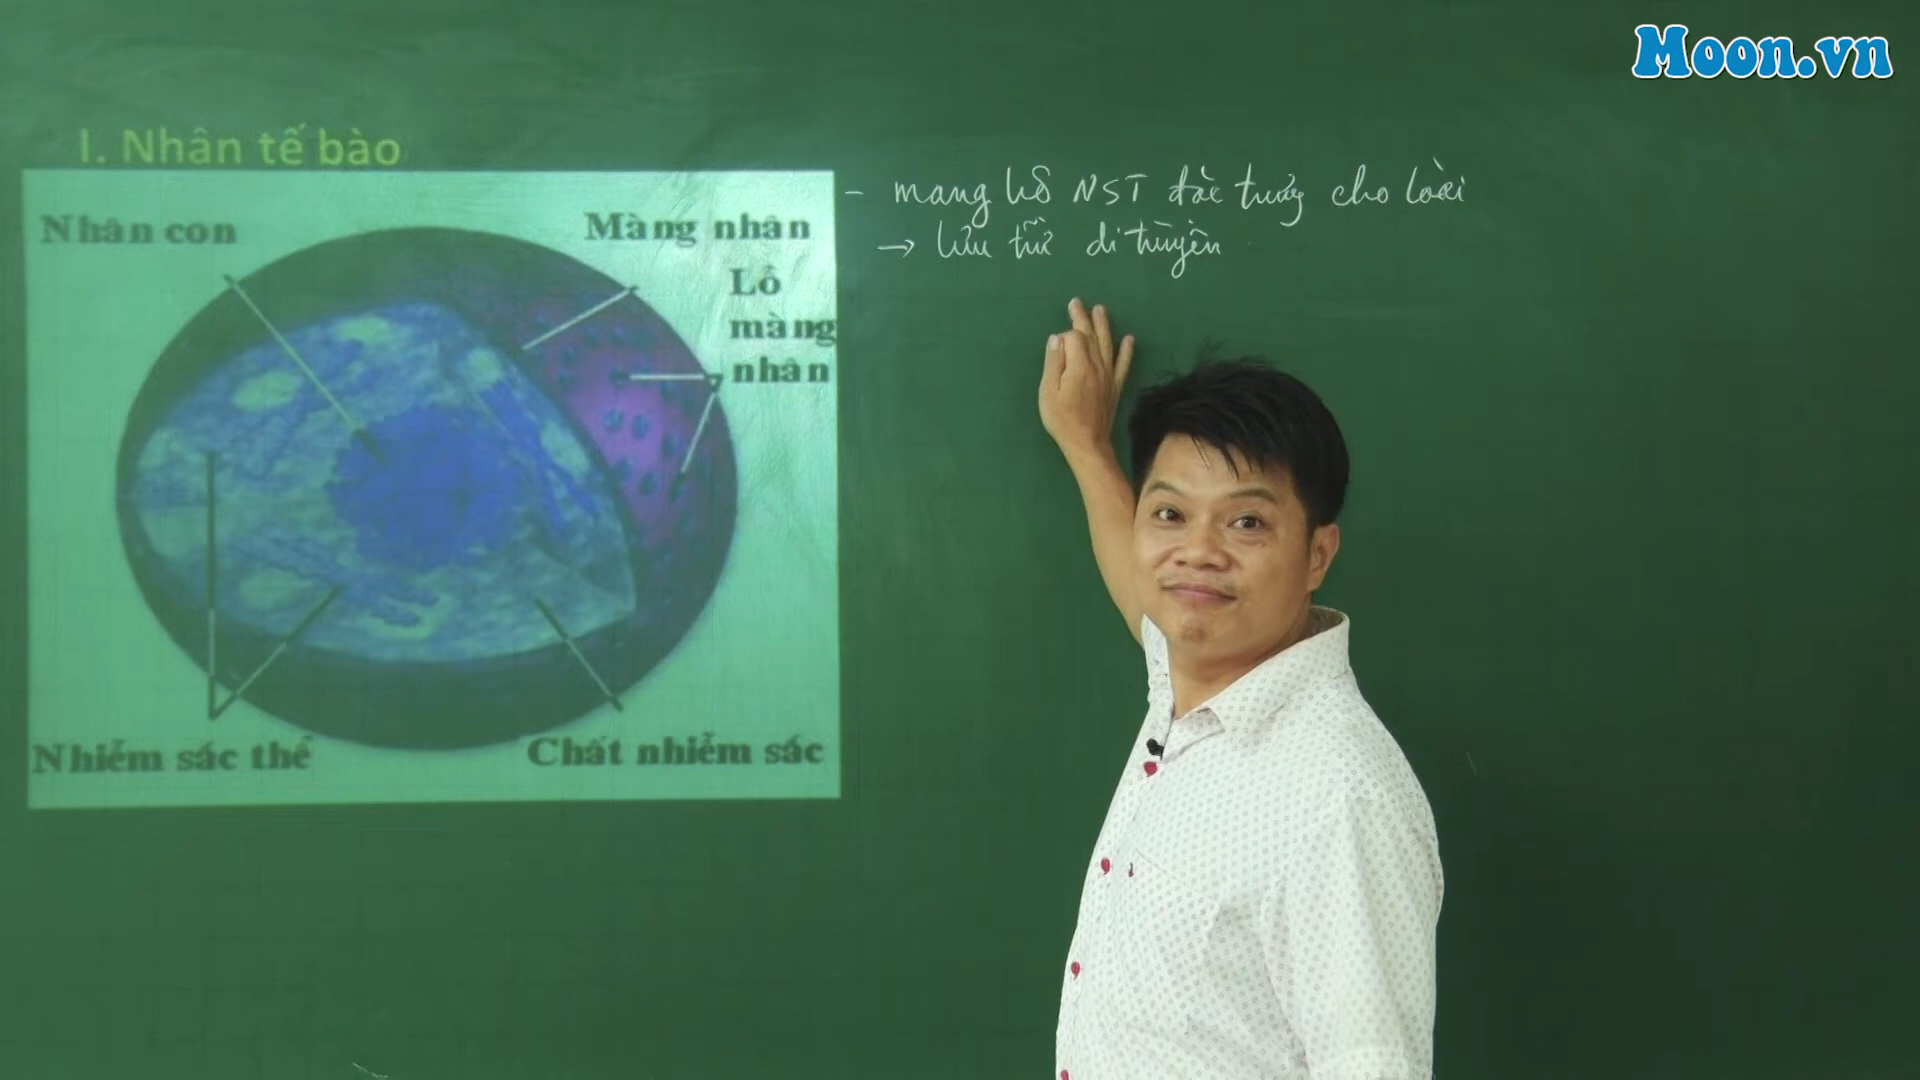 Moon.vn
I. Nhân tế bào
Nhân con
Màng nhân
Lỗ
màng
nhân
Nhiễm sắc thể
Chất nhiễm sắc
- mang bộ NST đặc trưng cho loài
→ lưu trữ di truyền